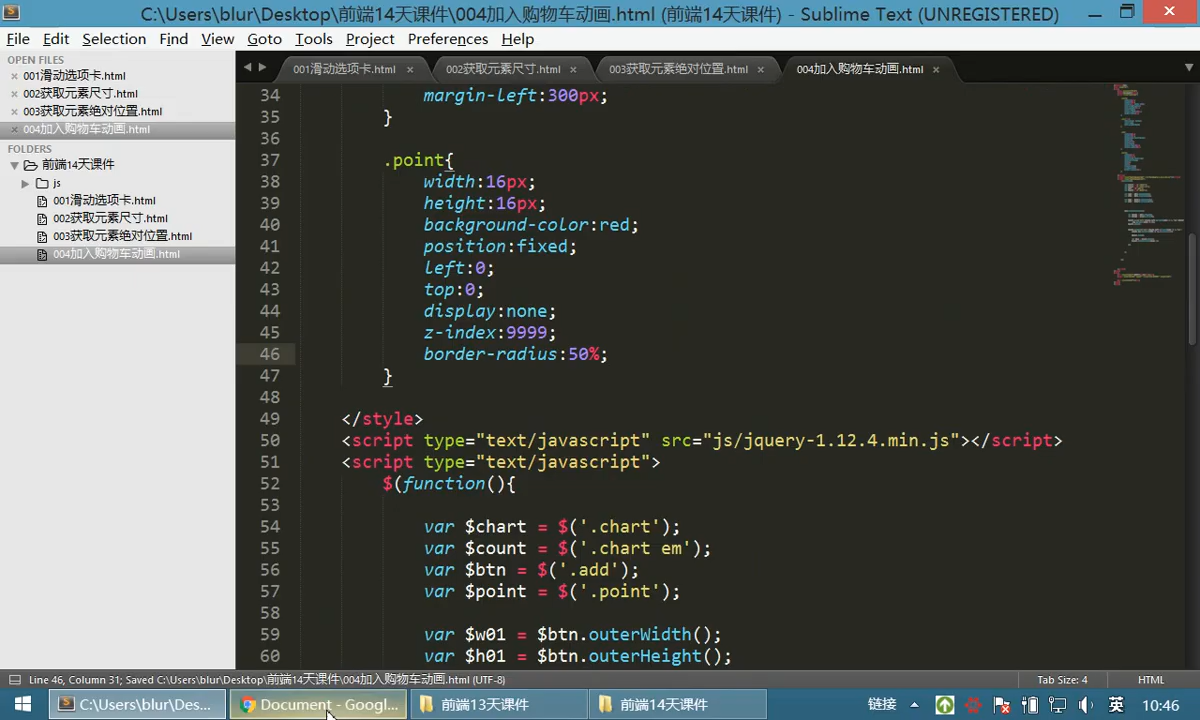 C:\Users\blur\Desktop\前端14天课件\004加入购物车动画.html (前端14天课件) - Sublime Text (UNREGISTERED)
File Edit Selection Find View Goto Tools Project Preferences Help
OPEN FILES
001滑动选项卡.html
002获取元素尺寸.html
003获取元素绝对位置.html
004加入购物车动画.html
FOLDERS
前端14天课件
js
001滑动选项卡.html
002获取元素尺寸.html
003获取元素绝对位置.html
004加入购物车动画.html
001滑动选项卡.html × 002获取元素尺寸.html × 003获取元素绝对位置.html × 004加入购物车动画.html ×
34 margin-left:300px;
35 }
36
37 .point{
38 width:16px;
39 height:16px;
40 background-color:red;
41 position:fixed;
42 left:0;
43 top:0;
44 display:none;
45 z-index:9999;
46 border-radius:50%;
47 }
48
49 </style>
50 <script type="text/javascript" src="js/jquery-1.12.4.min.js"></script>
51 <script type="text/javascript">
52 $(function(){
53
54 var $chart = $('.chart');
55 var $count = $('.chart em');
56 var $btn = $('.add');
57 var $point = $('.point');
58
59 var $w01 = $btn.outerWidth();
60 var $h01 = $btn.outerHeight();
Line 46, Column 31; Saved C:\Users\blur\Desktop\前端14天课件\004加入购物车动画.html (UTF-8) Tab Size: 4 HTML
C:\Users\blur\Des... Document - Googl... 前端13天课件 前端14天课件 链接 英 10:46